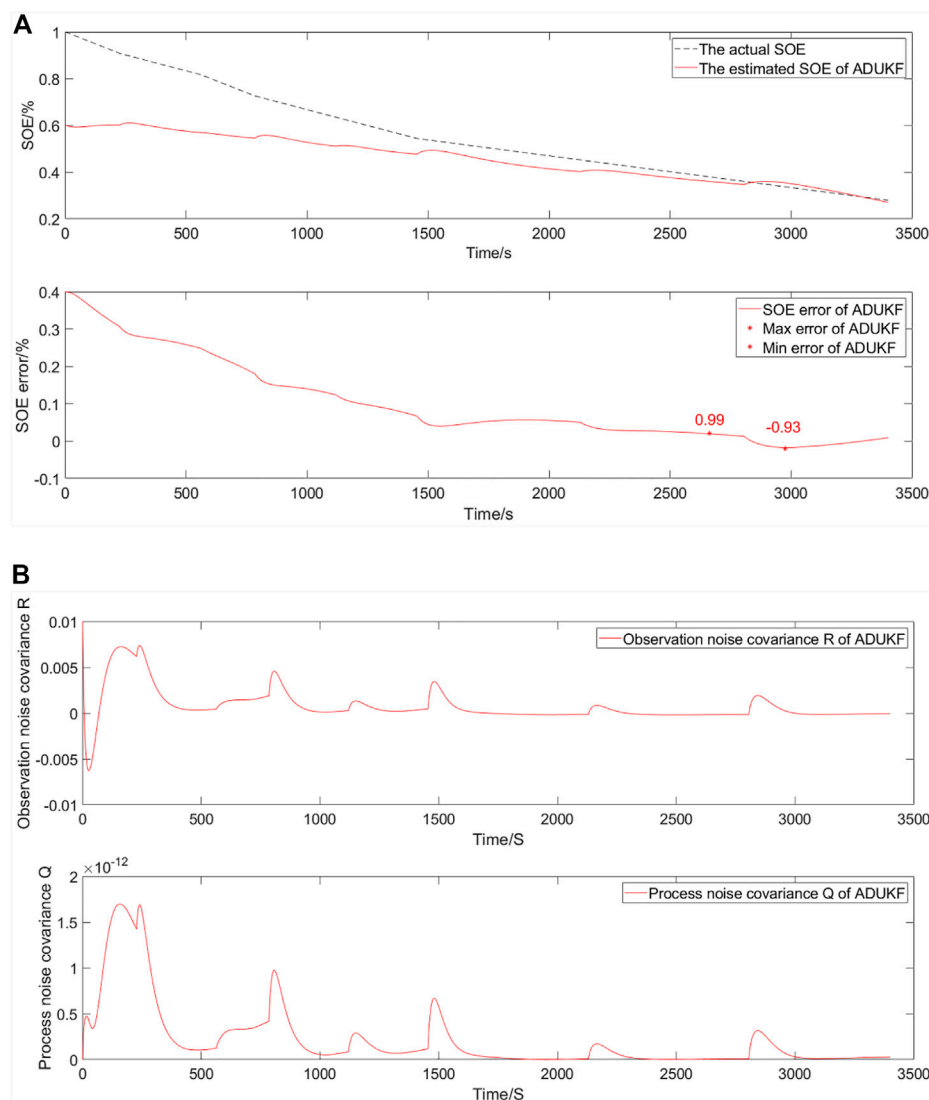 A
The actual SOE
The estimated SOE of ADUKF
SOE/%
1
0.8
0.6
0.4
0.2
0 500 1000 1500 2000 2500 3000 3500
Time/s
SOE error of ADUKF
Max error of ADUKF
Min error of ADUKF
SOE error/%
0.4
0.3
0.2
0.1
0
-0.1
0.99
-0.93
0 500 1000 1500 2000 2500 3000 3500
Time/s
B
Observation noise covariance R of ADUKF
Observation noise covariance R
0.01
0.005
0
-0.005
-0.01
0 500 1000 1500 2000 2500 3000 3500
Time/S
×10-12
Process noise covariance Q of ADUKF
Process noise covariance Q
2
1.5
1
0.5
0
0 500 1000 1500 2000 2500 3000 3500
Time/S